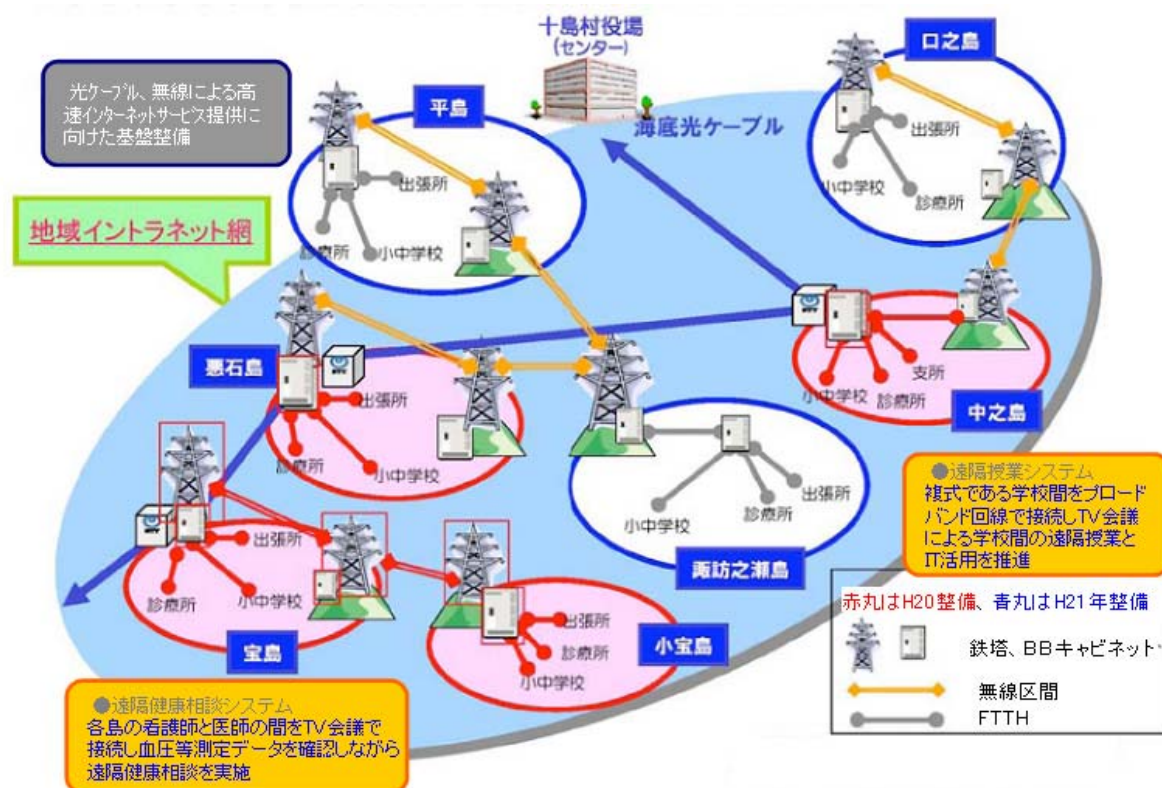 十島村役場
(センター)
口之島
光ケーブル、無線による高
速インターネットサービス提供に
向けた基盤整備
平島
海底光ケーブル
出張所
小中学校
診療所
出張所
診療所
小中学校
地域イントラネット網
悪石島
出張所
診療所
小中学校
支所
小中学校
診療所
中之島
出張所
小中学校
診療所
諏訪之瀬島
●遠隔授業システム
複式である学校間をブロード
バンド回線で接続しTV会議
による学校間の遠隔授業と
IT活用を推進
出張所
診療所
小中学校
宝島
出張所
診療所
小中学校
小宝島
赤丸はH20整備、青丸はH21年整備
鉄塔、BBキャビネット
無線区間
FTTH
●遠隔健康相談システム
各島の看護師と医師の間をTV会議で
接続し血圧等測定データを確認しながら
遠隔健康相談を実施